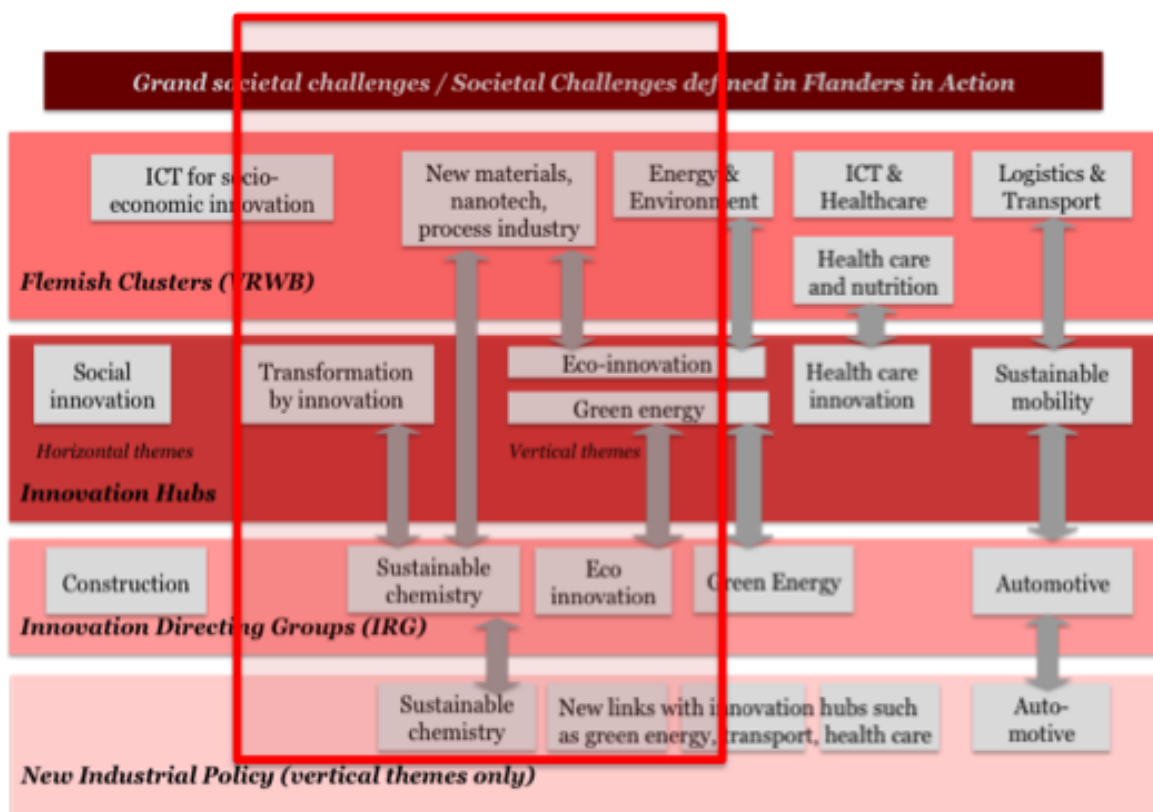 Grand societal challenges / Societal Challenges defined in Flanders in Action
ICT for socio-
economic innovation
New materials,
nanotech,
process industry
Energy &
Environment
ICT &
Healthcare
Logistics &
Transport
Health care
and nutrition
Flemish Clusters (VRWB)
Social
innovation
Transformation
by innovation
Eco-innovation
Green energy
Health care
innovation
Sustainable
mobility
Horizontal themes
Vertical themes
Innovation Hubs
Construction
Sustainable
chemistry
Eco
innovation
Green Energy
Automotive
Innovation Directing Groups (IRG)
Sustainable
chemistry
New links with innovation hubs such
as green energy, transport, health care
Auto-
motive
New Industrial Policy (vertical themes only)